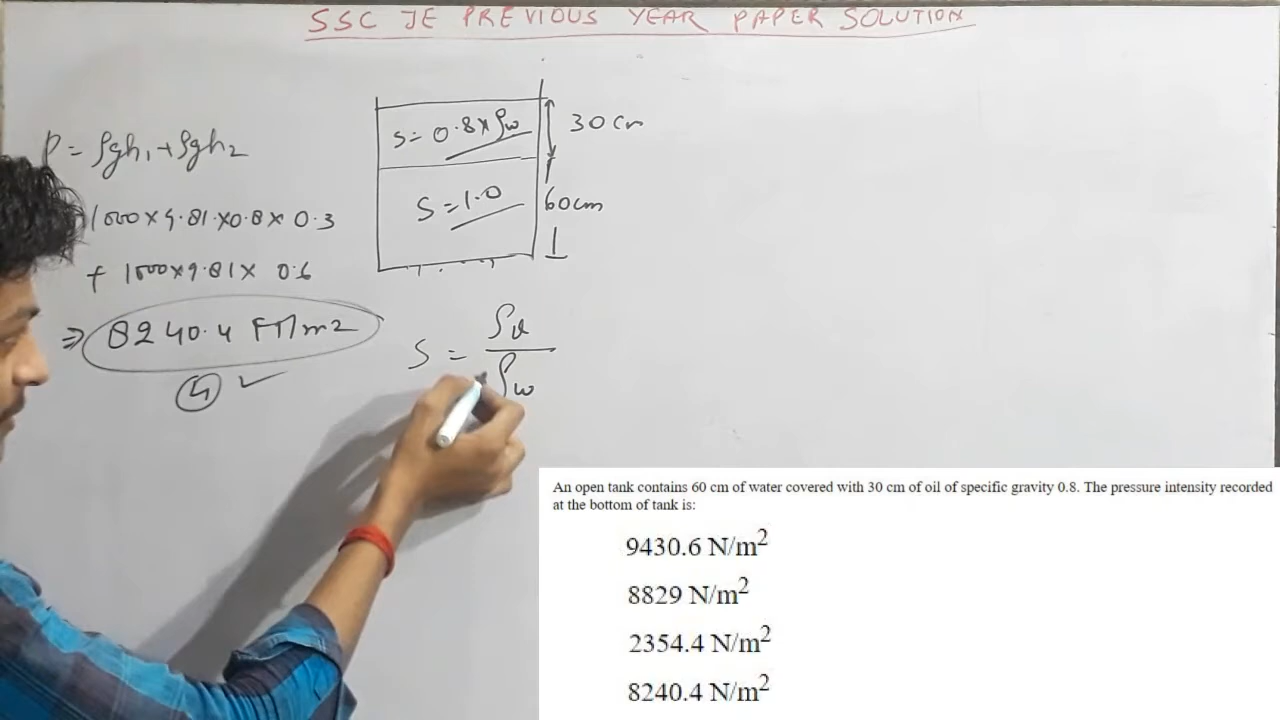 SSC JE PREVIOUS YEAR PAPER SOLUTION
P = ρgh₁ + ρgh₂
1000 × 9.81 × 0.8 × 0.3
+ 1000 × 9.81 × 0.6
⇒ 8240.4 m2
4 ✓
S = 0.8 × ρw
30 cm
S = 1.0
60cm
S = ρ / ρw
An open tank contains 60 cm of water covered with 30 cm of oil of specific gravity 0.8. The pressure intensity recorded
at the bottom of tank is:
9430.6 N/m²
8829 N/m²
2354.4 N/m²
8240.4 N/m²